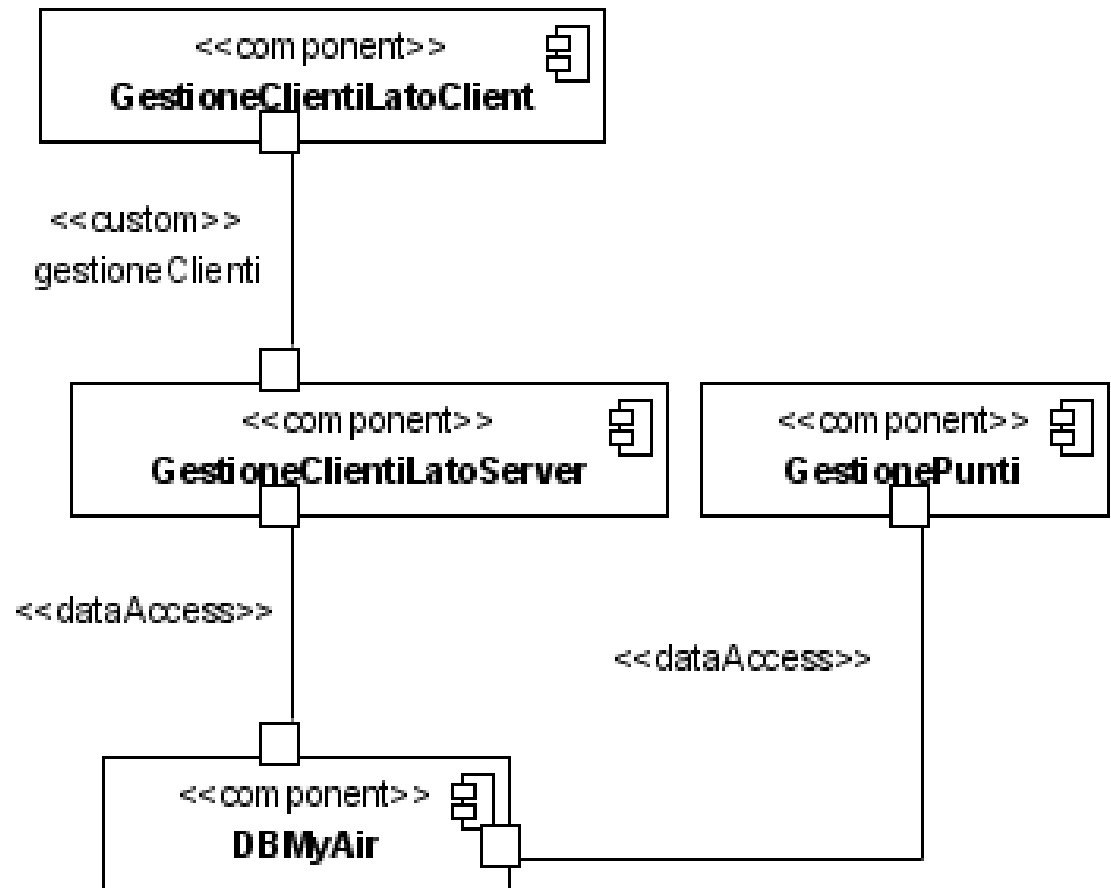 <<component>>
GestioneClientiLatoClient
<<custom>>
gestioneClienti
<<component>>
GestioneClientiLatoServer
<<component>>
GestionePunti
<<dataAccess>>
<<dataAccess>>
<<component>>
DBMyAir